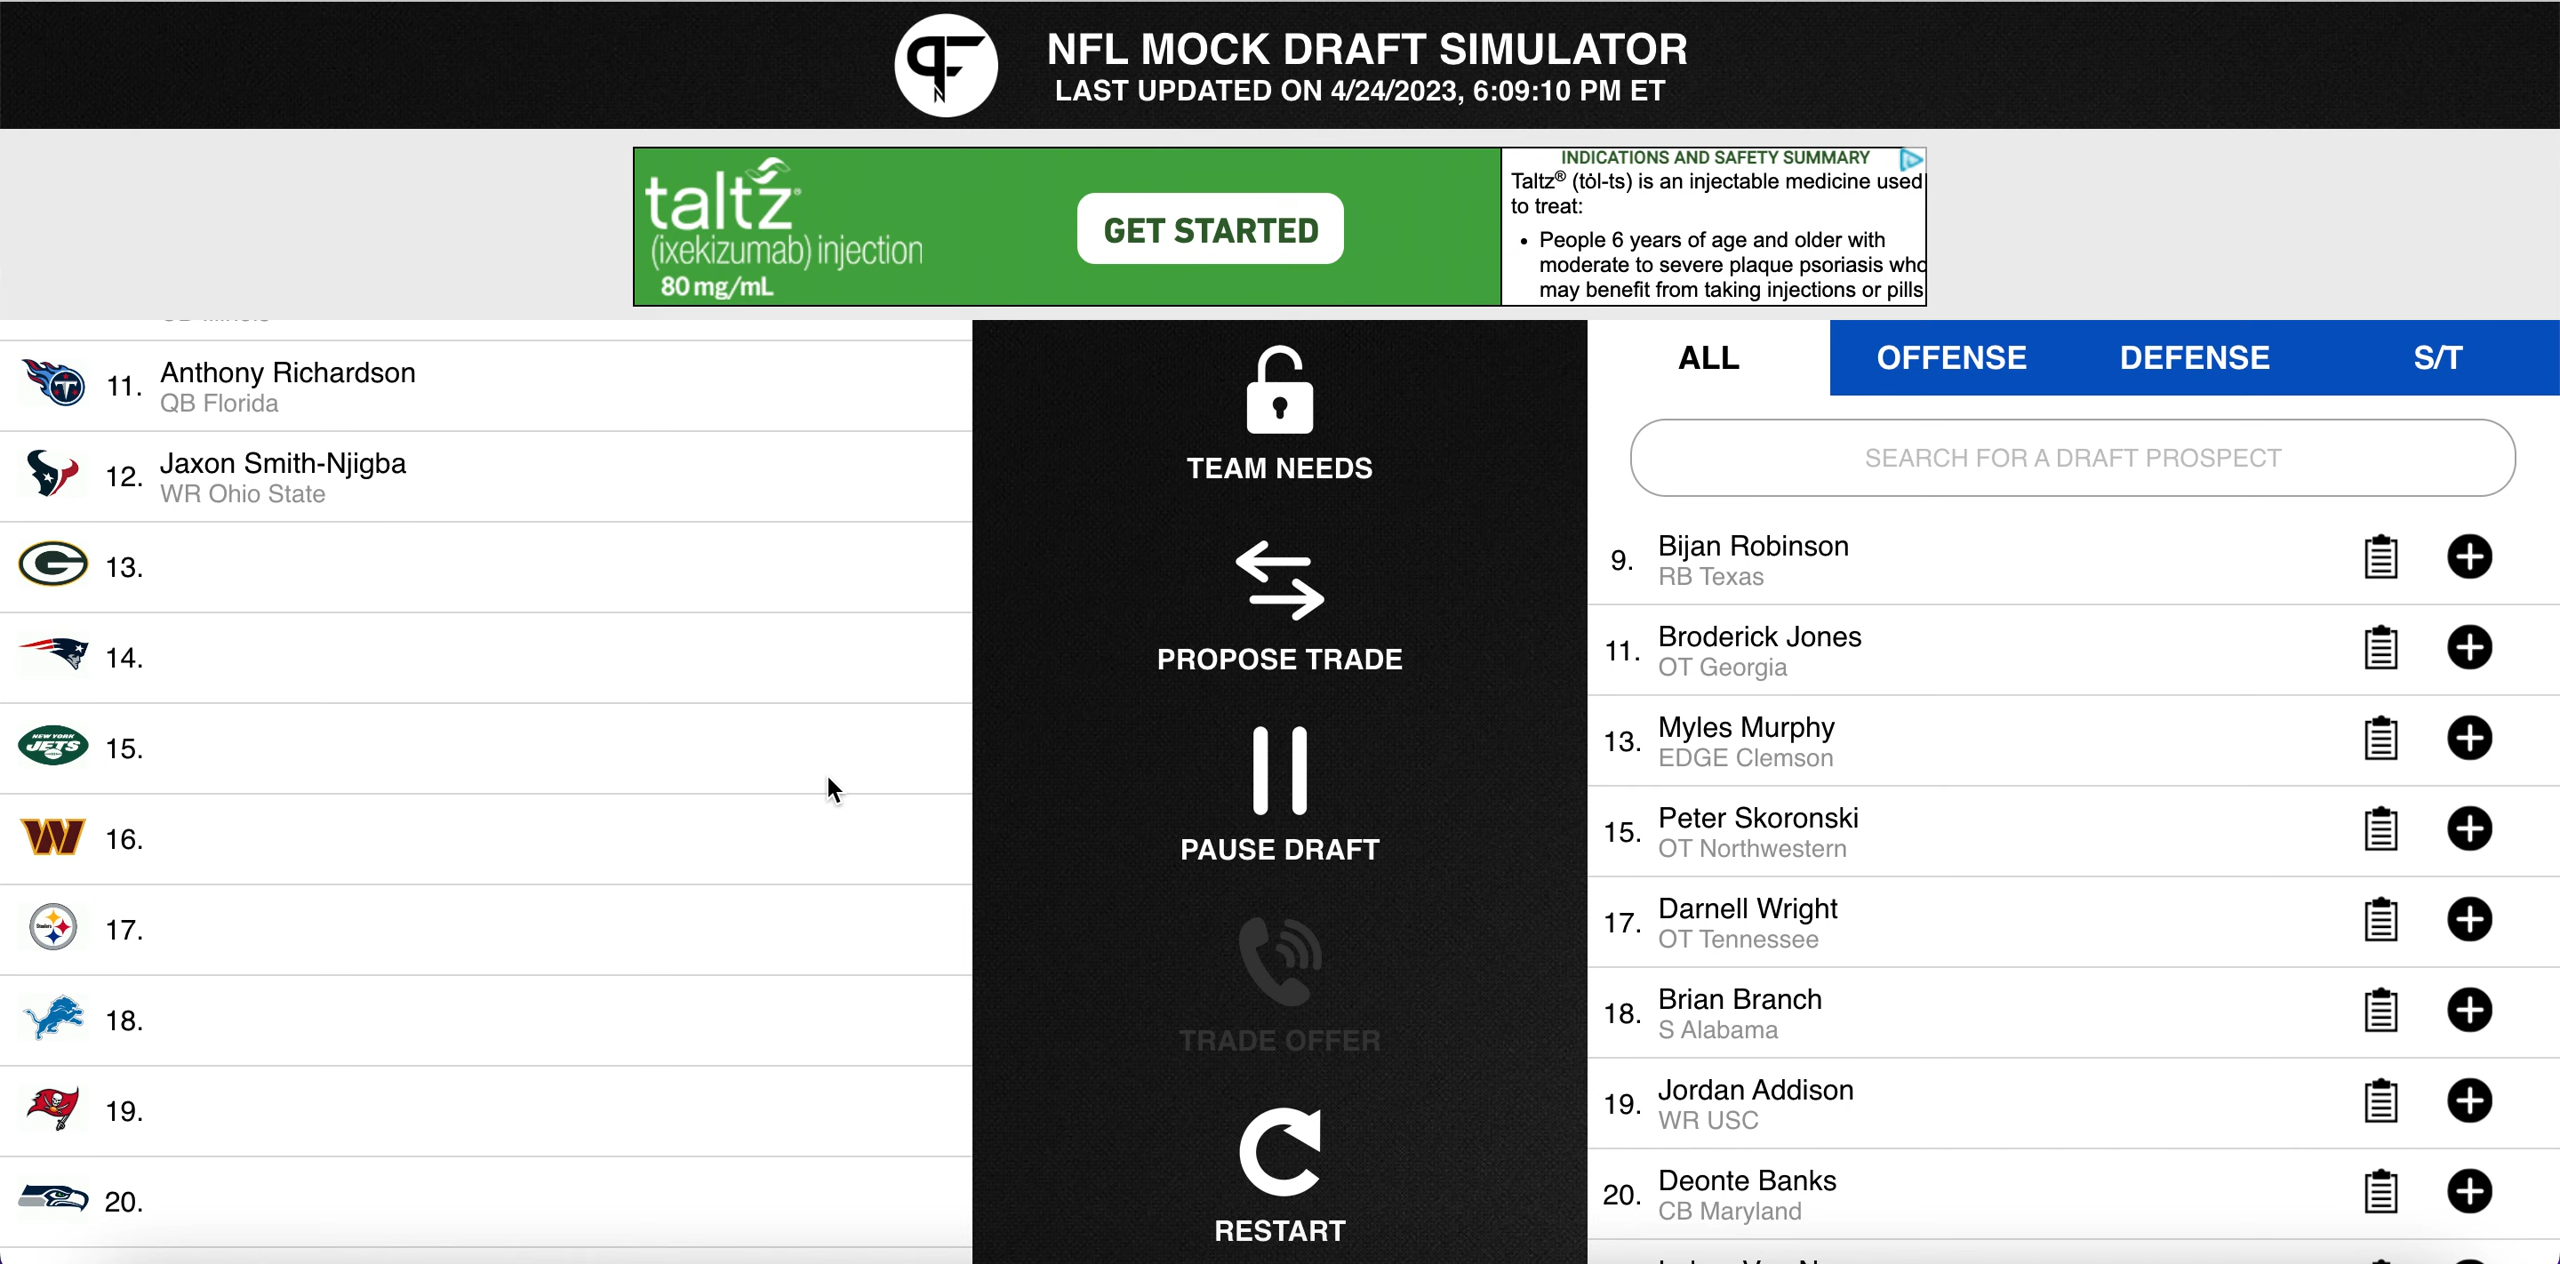 NFL MOCK DRAFT SIMULATOR
LAST UPDATED ON 4/24/2023, 6:09:10 PM ET
taltz®
(ixekizumab) injection
80 mg/mL
GET STARTED
INDICATIONS AND SAFETY SUMMARY
Taltz® (tol-ts) is an injectable medicine used
to treat:
• People 6 years of age and older with
moderate to severe plaque psoriasis who
may benefit from taking injections or pills
11. Anthony Richardson
QB Florida
12. Jaxon Smith-Njigba
WR Ohio State
13.
14.
NEW YORK
JETS
15.
16.
Steelers
17.
18.
19.
20.
TEAM NEEDS
PROPOSE TRADE
PAUSE DRAFT
TRADE OFFER
RESTART
ALL OFFENSE DEFENSE S/T
SEARCH FOR A DRAFT PROSPECT
9. Bijan Robinson
RB Texas
11. Broderick Jones
OT Georgia
13. Myles Murphy
EDGE Clemson
15. Peter Skoronski
OT Northwestern
17. Darnell Wright
OT Tennessee
18. Brian Branch
S Alabama
19. Jordan Addison
WR USC
20. Deonte Banks
CB Maryland